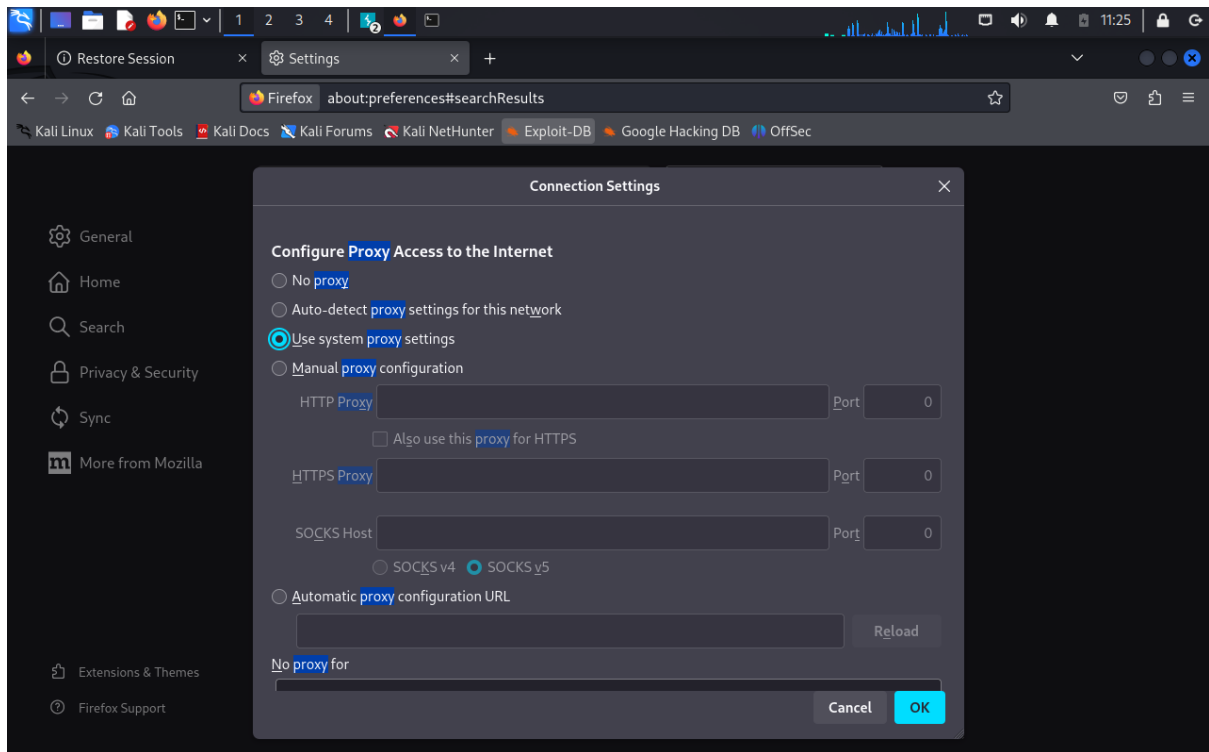 1 2 3 4 2 11:25
Restore Session × Settings × +
Firefox about:preferences#searchResults
Kali Linux Kali Tools Kali Docs Kali Forums Kali NetHunter Exploit-DB Google Hacking DB OffSec
Connection Settings
General
Home
Search
Privacy & Security
Sync
m More from Mozilla
Extensions & Themes
Firefox Support
Configure Proxy Access to the Internet
No proxy
Auto-detect proxy settings for this network
Use system proxy settings
Manual proxy configuration
HTTP Proxy Port 0
Also use this proxy for HTTPS
HTTPS Proxy Port 0
SOCKS Host Port 0
SOCKS v4 SOCKS v5
Automatic proxy configuration URL
Reload
No proxy for
Cancel OK